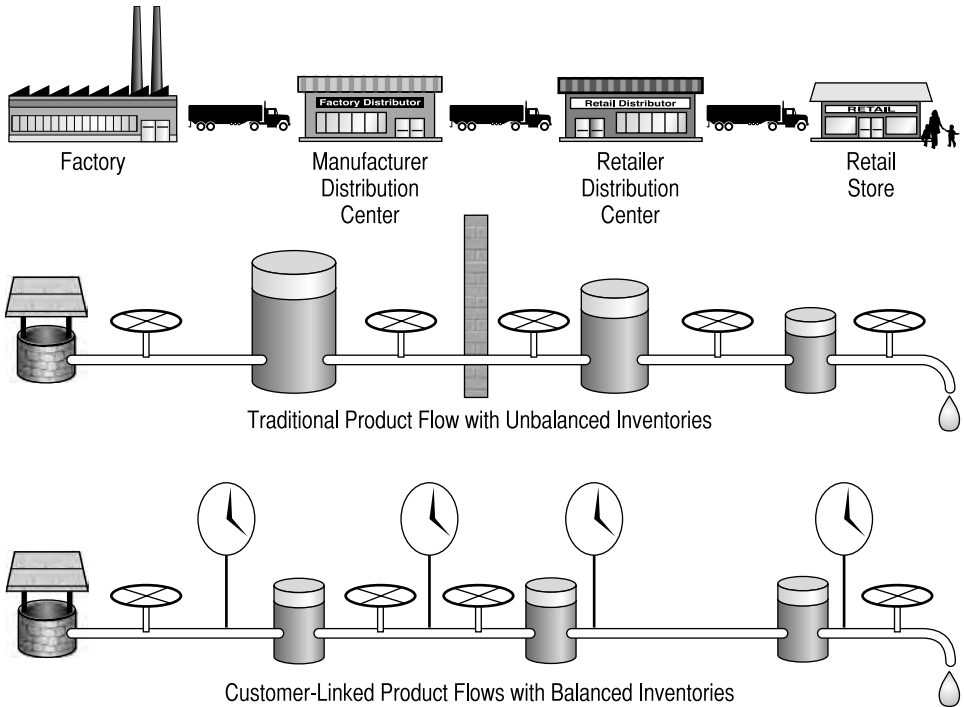 Factory Distributor
Retail Distributor
RETAIL
Factory
Manufacturer
Distribution
Center
Retailer
Distribution
Center
Retail
Store
Traditional Product Flow with Unbalanced Inventories
Customer-Linked Product Flows with Balanced Inventories